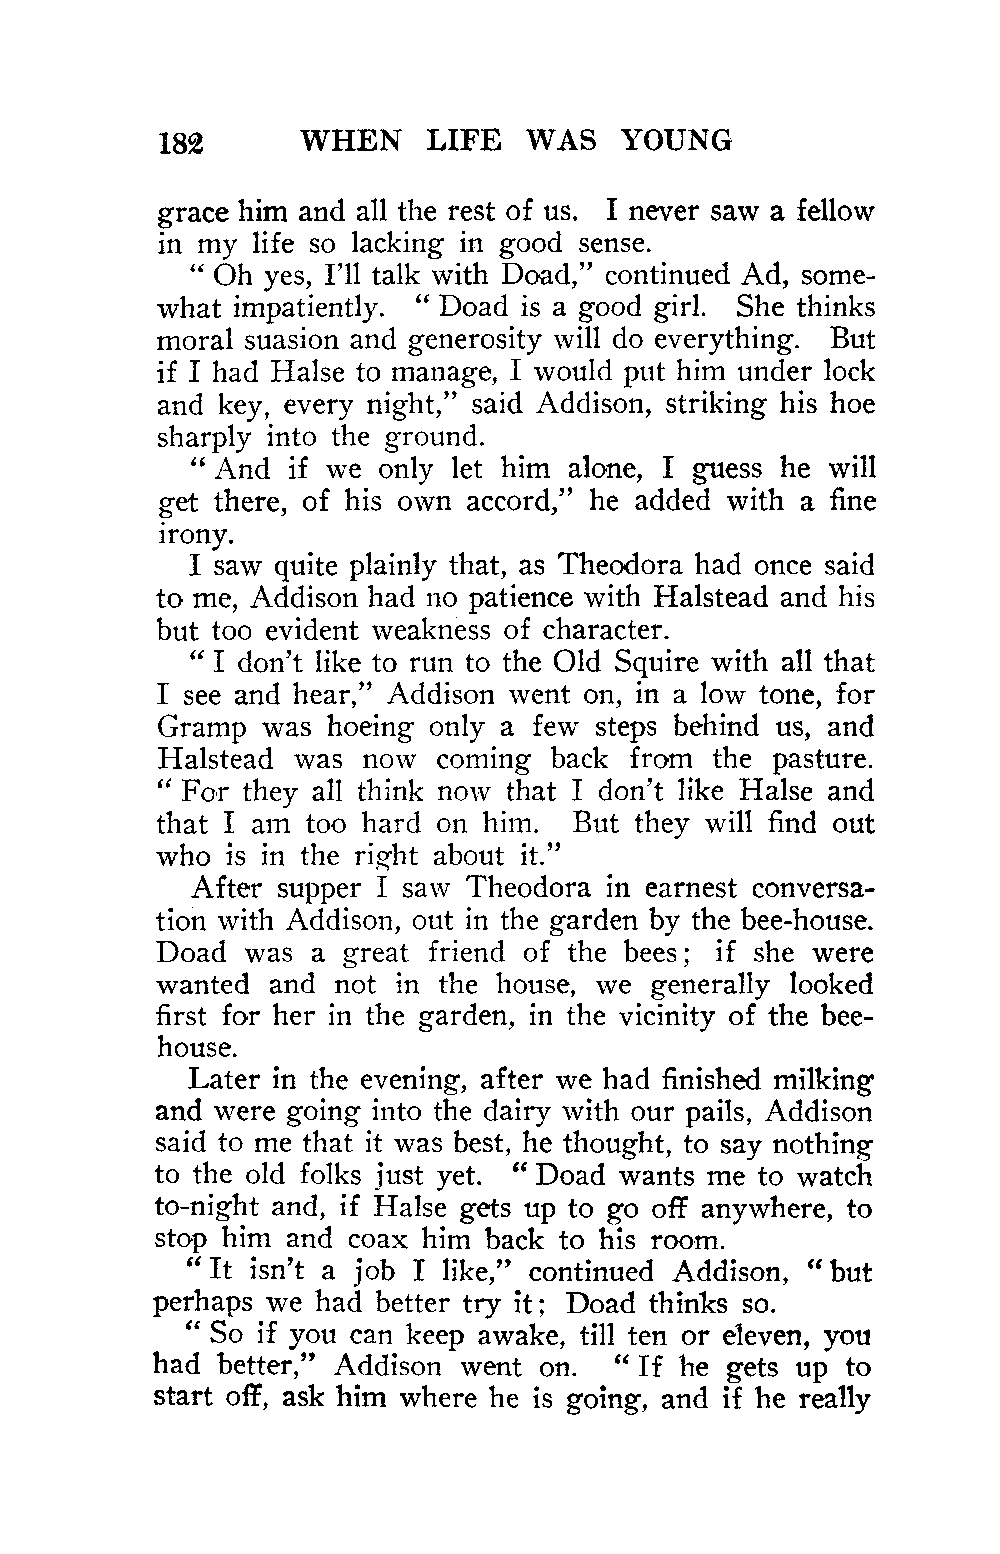 182 WHEN LIFE WAS YOUNG
grace him and all the rest of us. I never saw a fellow
in my life so lacking in good sense.
“ Oh yes, I’ll talk with Doad,” continued Ad, some-
what impatiently. “ Doad is a good girl. She thinks
moral suasion and generosity will do everything. But
if I had Halse to manage, I would put him under lock
and key, every night,” said Addison, striking his hoe
sharply into the ground.
“ And if we only let him alone, I guess he will
get there, of his own accord,” he added with a fine
irony.
I saw quite plainly that, as Theodora had once said
to me, Addison had no patience with Halstead and his
but too evident weakness of character.
“ I don’t like to run to the Old Squire with all that
I see and hear,” Addison went on, in a low tone, for
Gramp was hoeing only a few steps behind us, and
Halstead was now coming back from the pasture.
“ For they all think now that I don’t like Halse and
that I am too hard on him. But they will find out
who is in the right about it.”
After supper I saw Theodora in earnest conversa-
tion with Addison, out in the garden by the bee-house.
Doad was a great friend of the bees; if she were
wanted and not in the house, we generally looked
first for her in the garden, in the vicinity of the bee-
house.
Later in the evening, after we had finished milking
and were going into the dairy with our pails, Addison
said to me that it was best, he thought, to say nothing
to the old folks just yet. “ Doad wants me to watch
to-night and, if Halse gets up to go off anywhere, to
stop him and coax him back to his room.
“ It isn’t a job I like,” continued Addison, “ but
perhaps we had better try it; Doad thinks so.
“ So if you can keep awake, till ten or eleven, you
had better,” Addison went on. “ If he gets up to
start off, ask him where he is going, and if he really